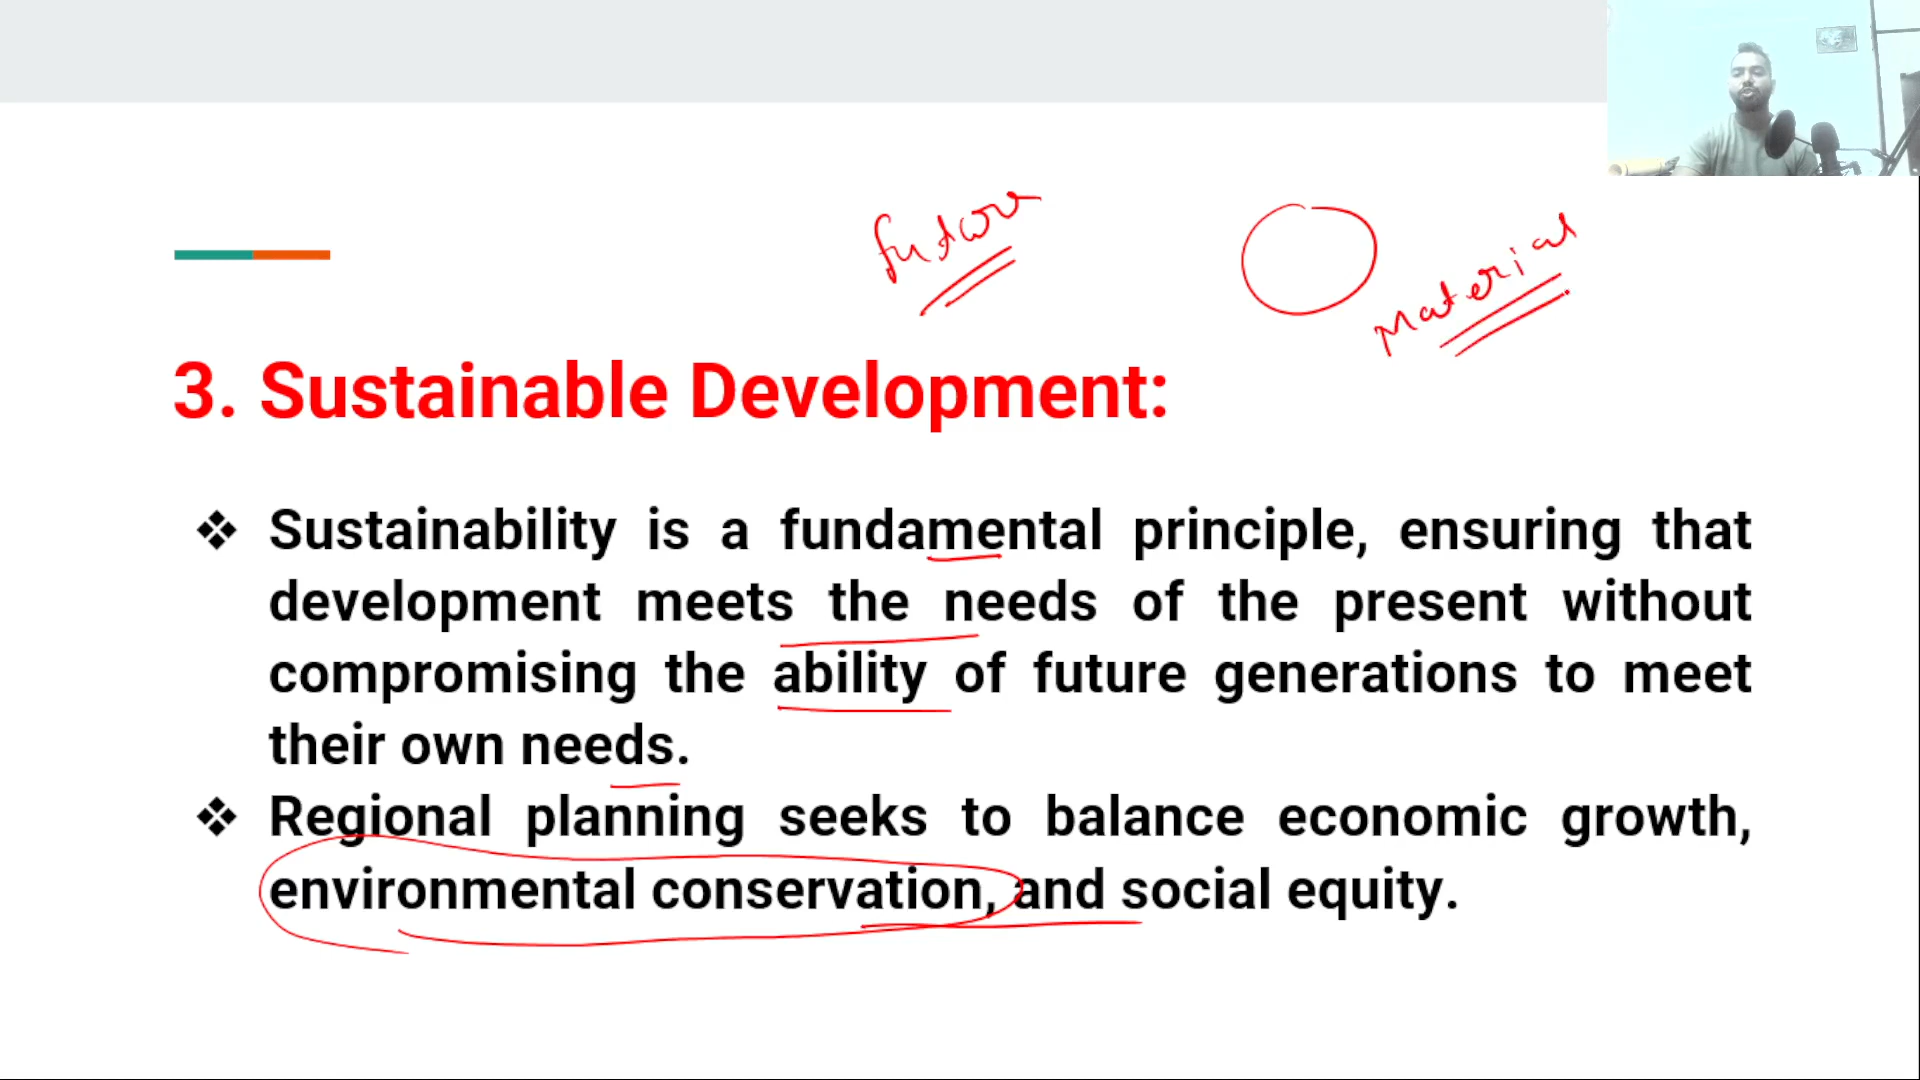 future
Material
3. Sustainable Development:
❖ Sustainability is a fundamental principle, ensuring that
development meets the needs of the present without
compromising the ability of future generations to meet
their own needs.
❖ Regional planning seeks to balance economic growth,
environmental conservation, and social equity.